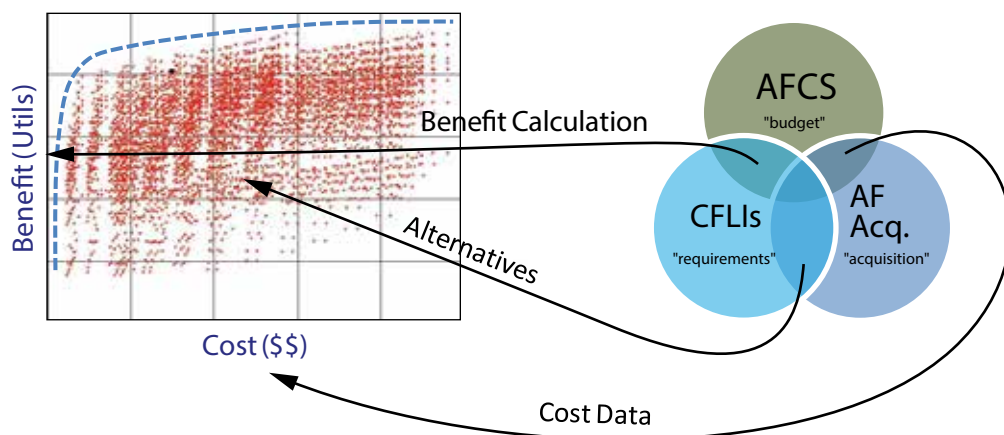 Benefit (Utils)
Cost ($$)
Benefit Calculation
Alternatives
Cost Data
AFCS
"budget"
CFLIs
"requirements"
AF
Acq.
"acquisition"